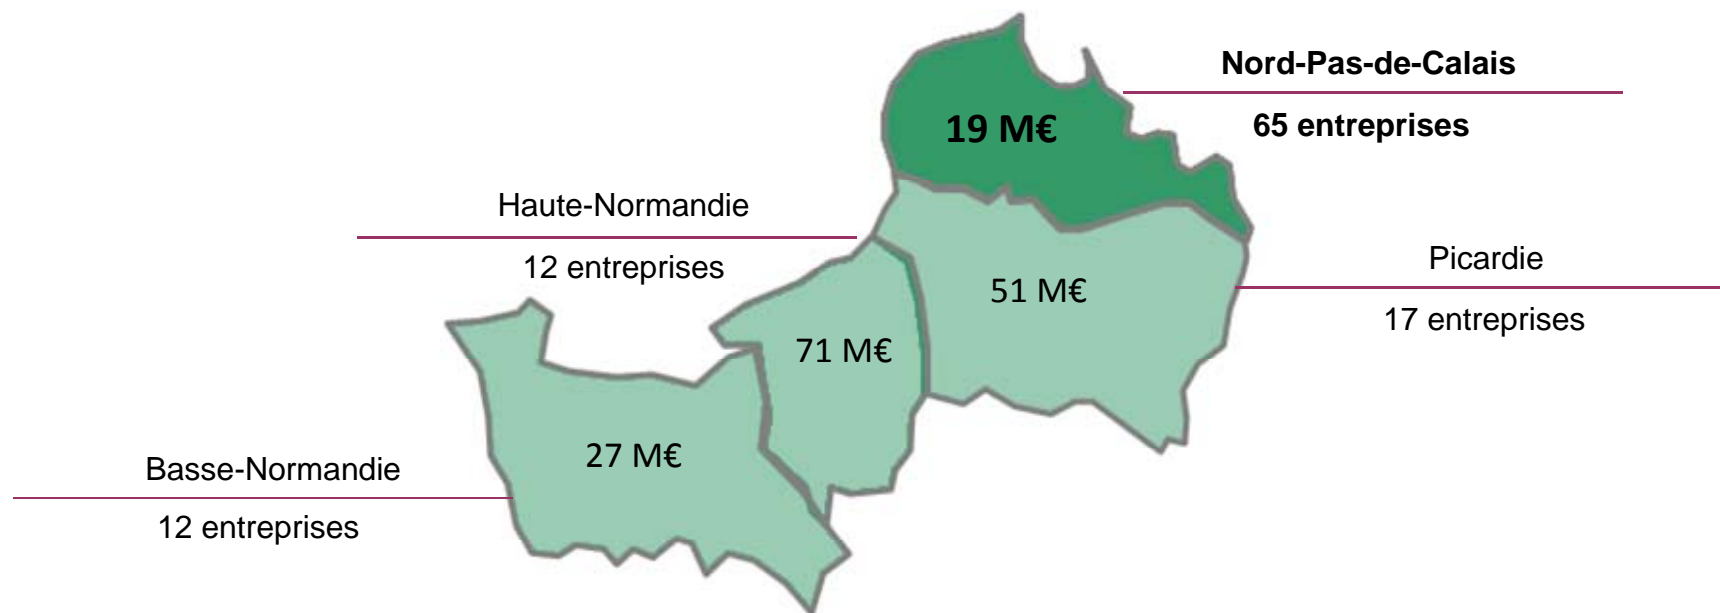 Nord-Pas-de-Calais
65 entreprises
19 M€
Haute-Normandie
12 entreprises
Picardie
17 entreprises
51 M€
71 M€
27 M€
Basse-Normandie
12 entreprises